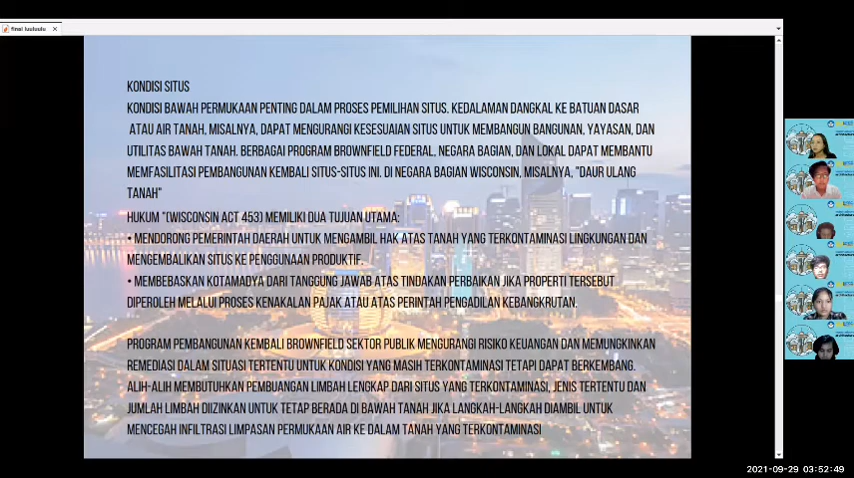 final luulsulu
KONDISI SITUS
KONDISI BAWAH PERMUKAAN PENTING DALAM PROSES PEMILIHAN SITUS. KEDALAMAN DANGKAL KE BATUAN DASAR
ATAU AIR TANAH, MISALNYA, DAPAT MENGURANGI KESESUAIAN SITUS UNTUK MEMBANGUN BANGUNAN, YAYASAN, DAN
UTILITAS BAWAH TANAH. BERBAGAI PROGRAM BROWNFIELD FEDERAL, NEGARA BAGIAN, DAN LOKAL DAPAT MEMBANTU
MEMFASILITASI PEMBANGUNAN KEMBALI SITUS-SITUS INI. DI NEGARA BAGIAN WISCONSIN, MISALNYA, "DAUR ULANG
TANAH"
HUKUM "(WISCONSIN ACT 453) MEMILIKI DUA TUJUAN UTAMA:
• MENDORONG PEMERINTAH DAERAH UNTUK MENGAMBIL HAK ATAS TANAH YANG TERKONTAMINASI LINGKUNGAN DAN
MENGEMBALIKAN SITUS KE PENGGUNAAN PRODUKTIF.
• MEMBEBASKAN KOTAMADYA DARI TANGGUNG JAWAB ATAS TINDAKAN PERBAIKAN JIKA PROPERTI TERSEBUT
DIPEROLEH MELALUI PROSES KENAKALAN PAJAK ATAU ATAS PERINTAH PENGADILAN KEBANGKRUTAN.
PROGRAM PEMBANGUNAN KEMBALI BROWNFIELD SEKTOR PUBLIK MENGURANGI RISIKO KEUANGAN DAN MEMUNGKINKAN
REMEDIASI DALAM SITUASI TERTENTU UNTUK KONDISI YANG MASIH TERKONTAMINASI TETAPI DAPAT BERKEMBANG.
ALIH-ALIH MEMBUTUHKAN PEMBUANGAN LIMBAH LENGKAP DARI SITUS YANG TERKONTAMINASI, JENIS TERTENTU DAN
JUMLAH LIMBAH DIIZINKAN UNTUK TETAP BERADA DI BAWAH TANAH JIKA LANGKAH-LANGKAH DIAMBIL UNTUK
MENCEGAH INFILTRASI LIMPASAN PERMUKAAN AIR KE DALAM TANAH YANG TERKONTAMINASI
2021-09-29 03:52:49